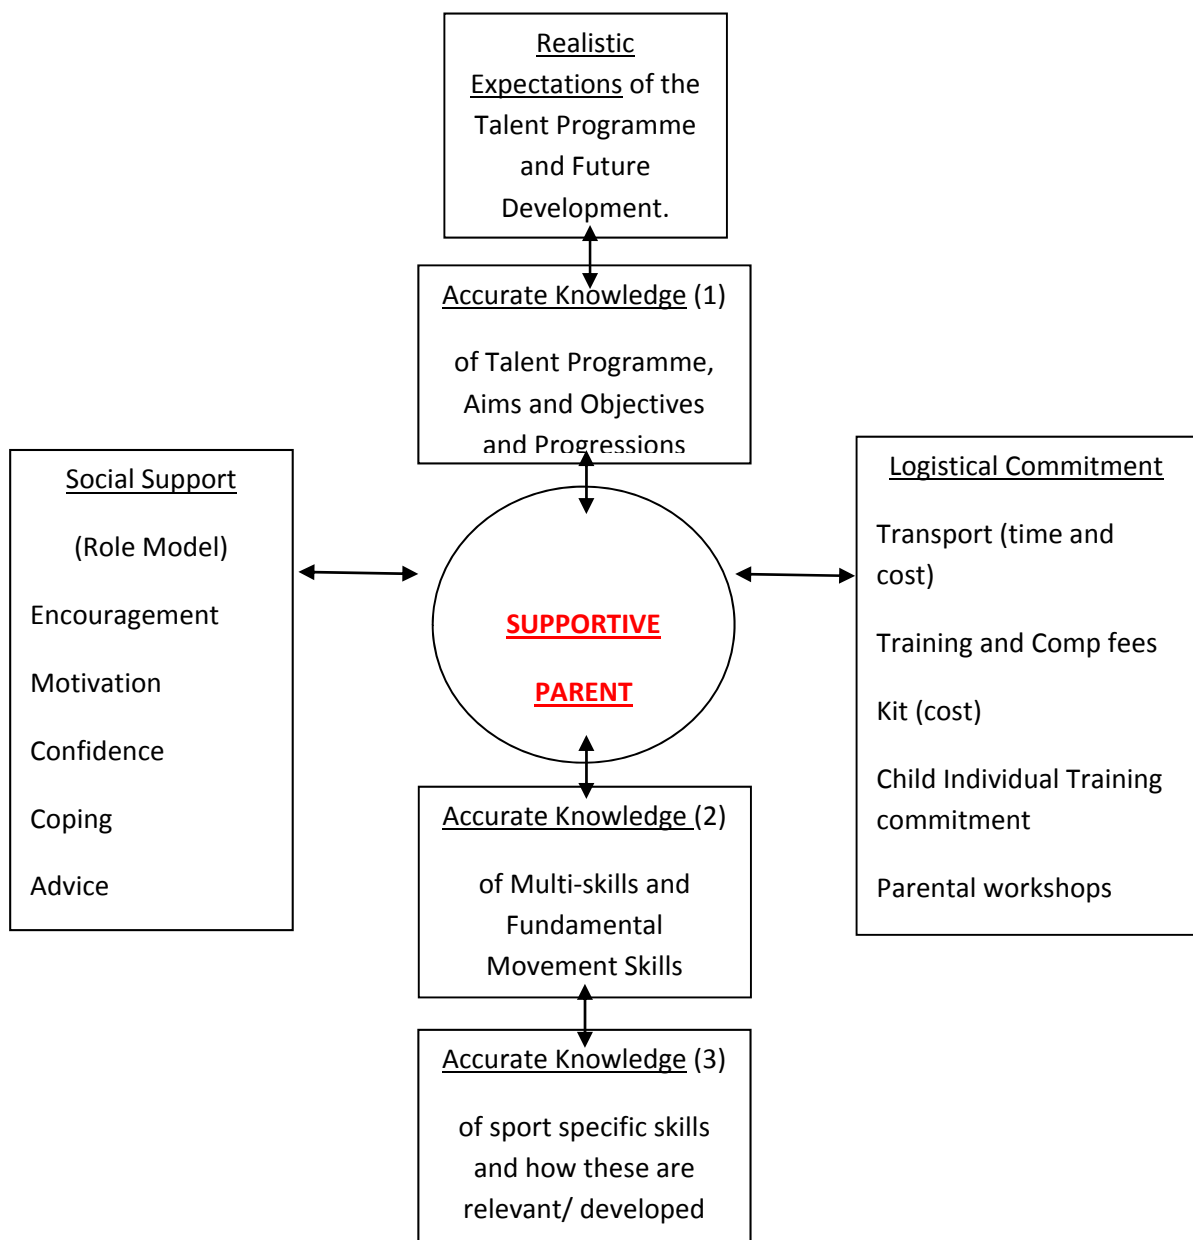 Realistic
Expectations of the
Talent Programme
and Future
Development.
Accurate Knowledge (1)
of Talent Programme,
Aims and Objectives
and Progressions
Social Support
(Role Model)
Encouragement
Motivation
Confidence
Coping
Advice
SUPPORTIVE
PARENT
Logistical Commitment
Transport (time and
cost)
Training and Comp fees
Kit (cost)
Child Individual Training
commitment
Parental workshops
Accurate Knowledge (2)
of Multi-skills and
Fundamental
Movement Skills
Accurate Knowledge (3)
of sport specific skills
and how these are
relevant/ developed